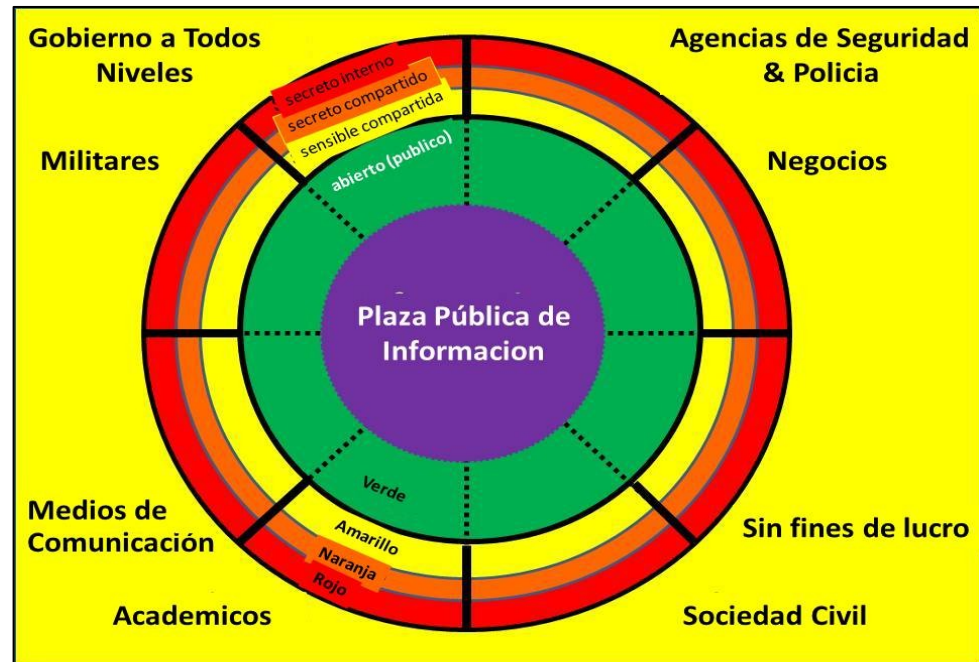 Gobierno a Todos
Niveles
Agencias de Seguridad
& Policia
secreto interno
secreto compartido
sensible compartida
abierto (publico)
Militares
Negocios
Plaza Pública de
Informacion
Verde
Amarillo
Naranja
Rojo
Medios de
Comunicación
Sin fines de lucro
Academicos
Sociedad Civil